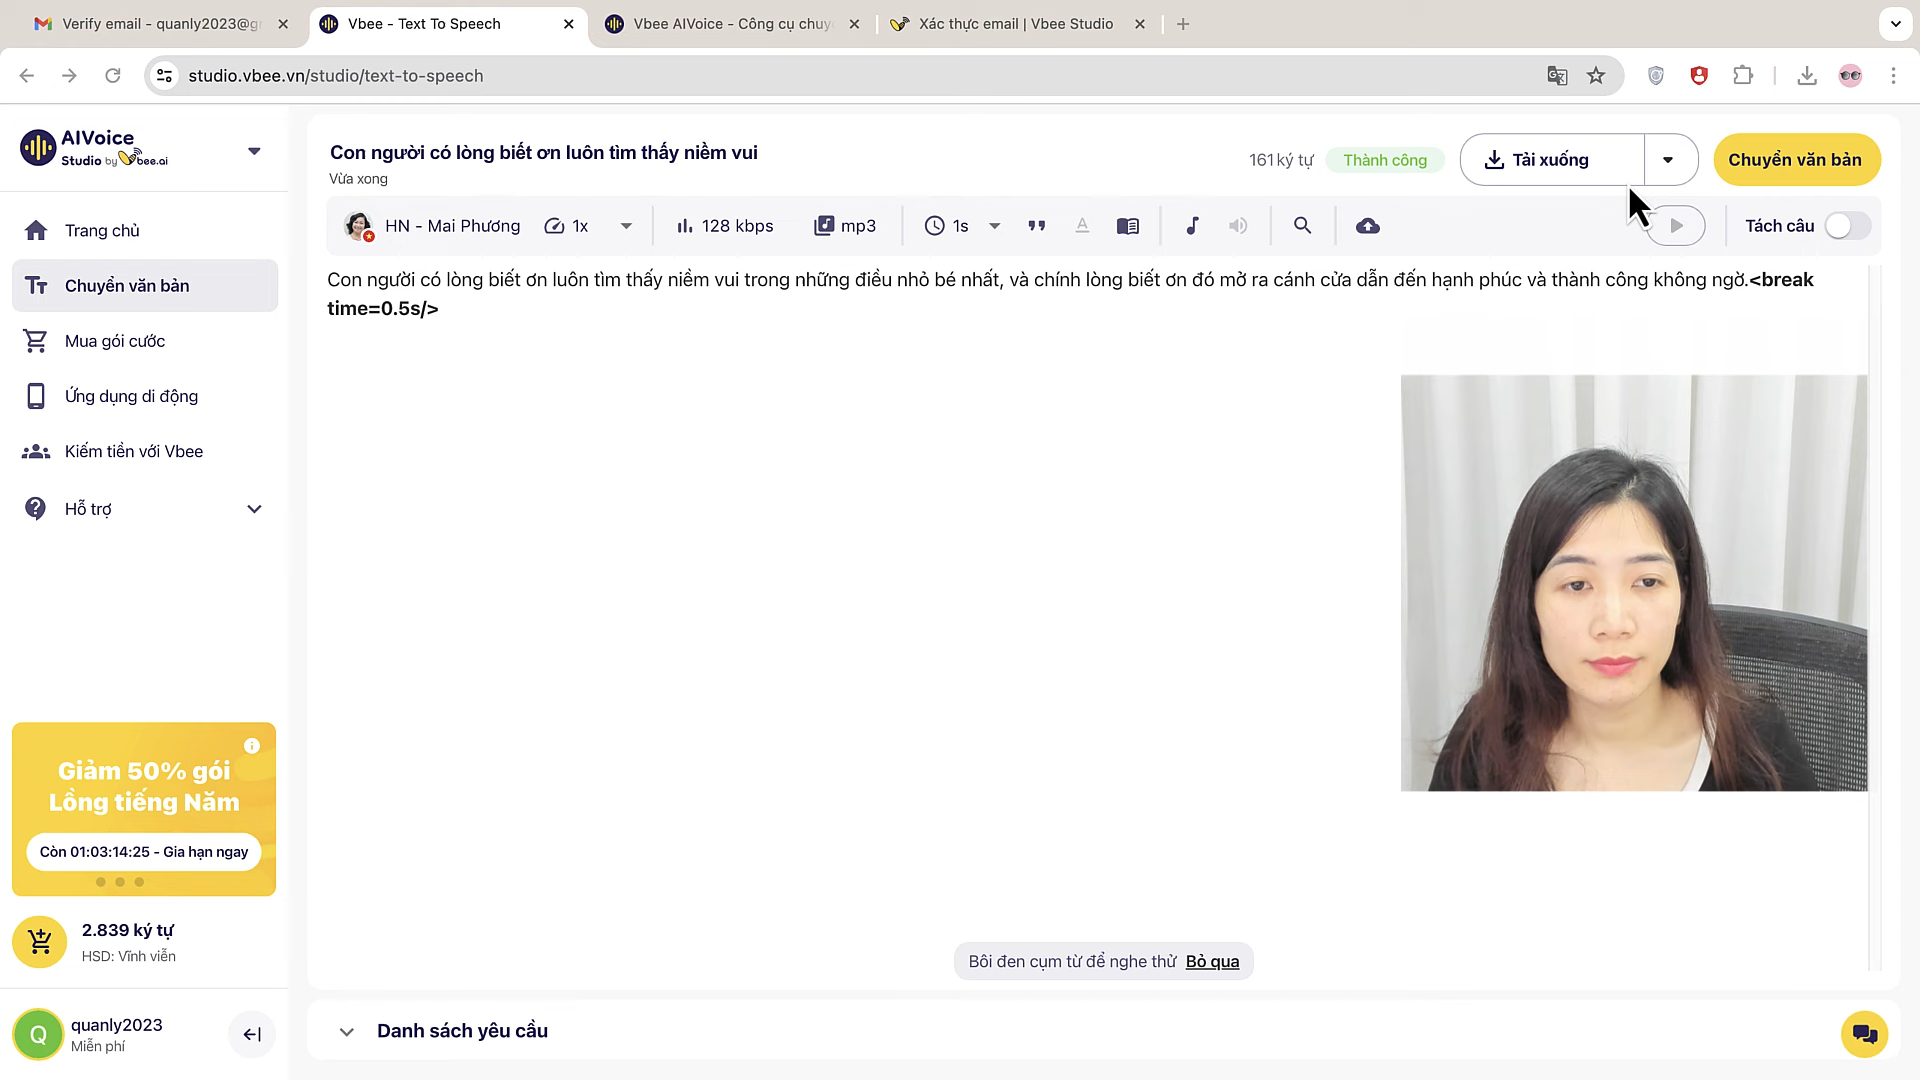 Verify email - quanly2023@g
Vbee - Text To Speech
Vbee AIVoice - Công cụ chuy
Xác thực email | Vbee Studio
studio.vbee.vn/studio/text-to-speech
AIVoice
Studio by Vbee.ai
Con người có lòng biết ơn luôn tìm thấy niềm vui
Vừa xong
161 ký tự
Thành công
Tải xuống
Chuyển văn bản
HN - Mai Phương
1x
128 kbps
mp3
1s
Tách câu
Con người có lòng biết ơn luôn tìm thấy niềm vui trong những điều nhỏ bé nhất, và chính lòng biết ơn đó mở ra cánh cửa dẫn đến hạnh phúc và thành công không ngờ.<break
time=0.5s/>
Trang chủ
Chuyển văn bản
Mua gói cước
Ứng dụng di động
Kiếm tiền với Vbee
Hỗ trợ
Giảm 50% gói
Lồng tiếng Năm
Còn 01:03:14:25 - Gia hạn ngay
2.839 ký tự
HSD: Vĩnh viễn
Q
quanly2023
Miễn phí
Bôi đen cụm từ để nghe thử Bỏ qua
Danh sách yêu cầu